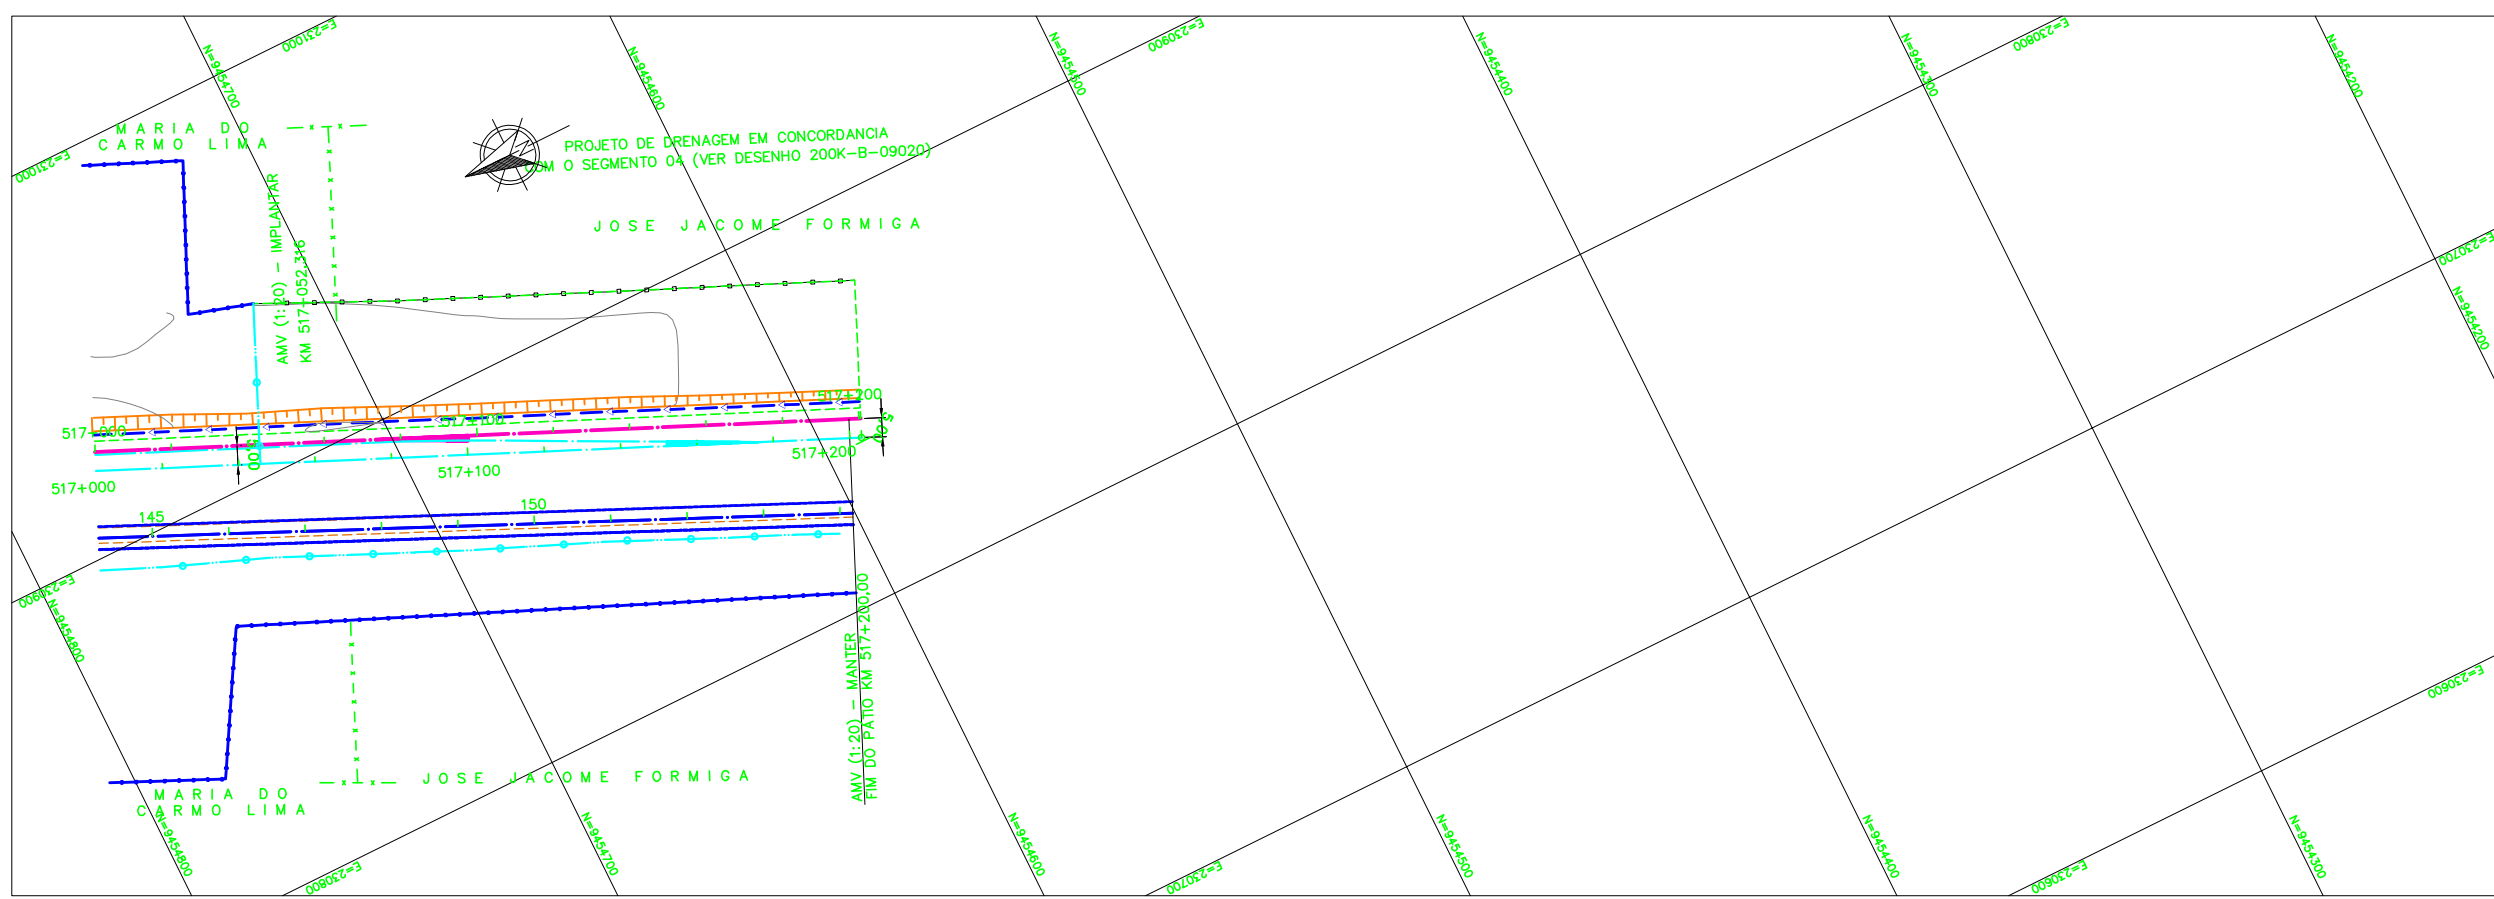 E=231000
E=230900
E=230800
N=9454700
N=9454600
N=9454500
N=9454400
N=9454300
N=9454200
MARIA DO
CARMO LIMA
E=231000
PROJETO DE DRENAGEM EM CONCORDANCIA
COM O SEGMENTO 04 (VER DESENHO 200K-B-09020)
AMV (1:20) - IMPLANTAR
KM 517-052,316
JOSE JACOME FORMIGA
E=230700
N=9454200
517+000
517+100
517+200
517+000
517+100
517+200
145
150
E=230900
N=9454800
AMV (1:20) - MANTER
FIM DO PATIO KM 517+200,00
JOSE JACOME FORMIGA
MARIA DO
CARMO LIMA
E=230600
N=9454800
N=9454700
N=9454600
N=9454500
N=9454400
N=9454300
E=230800
E=230700
E=230600